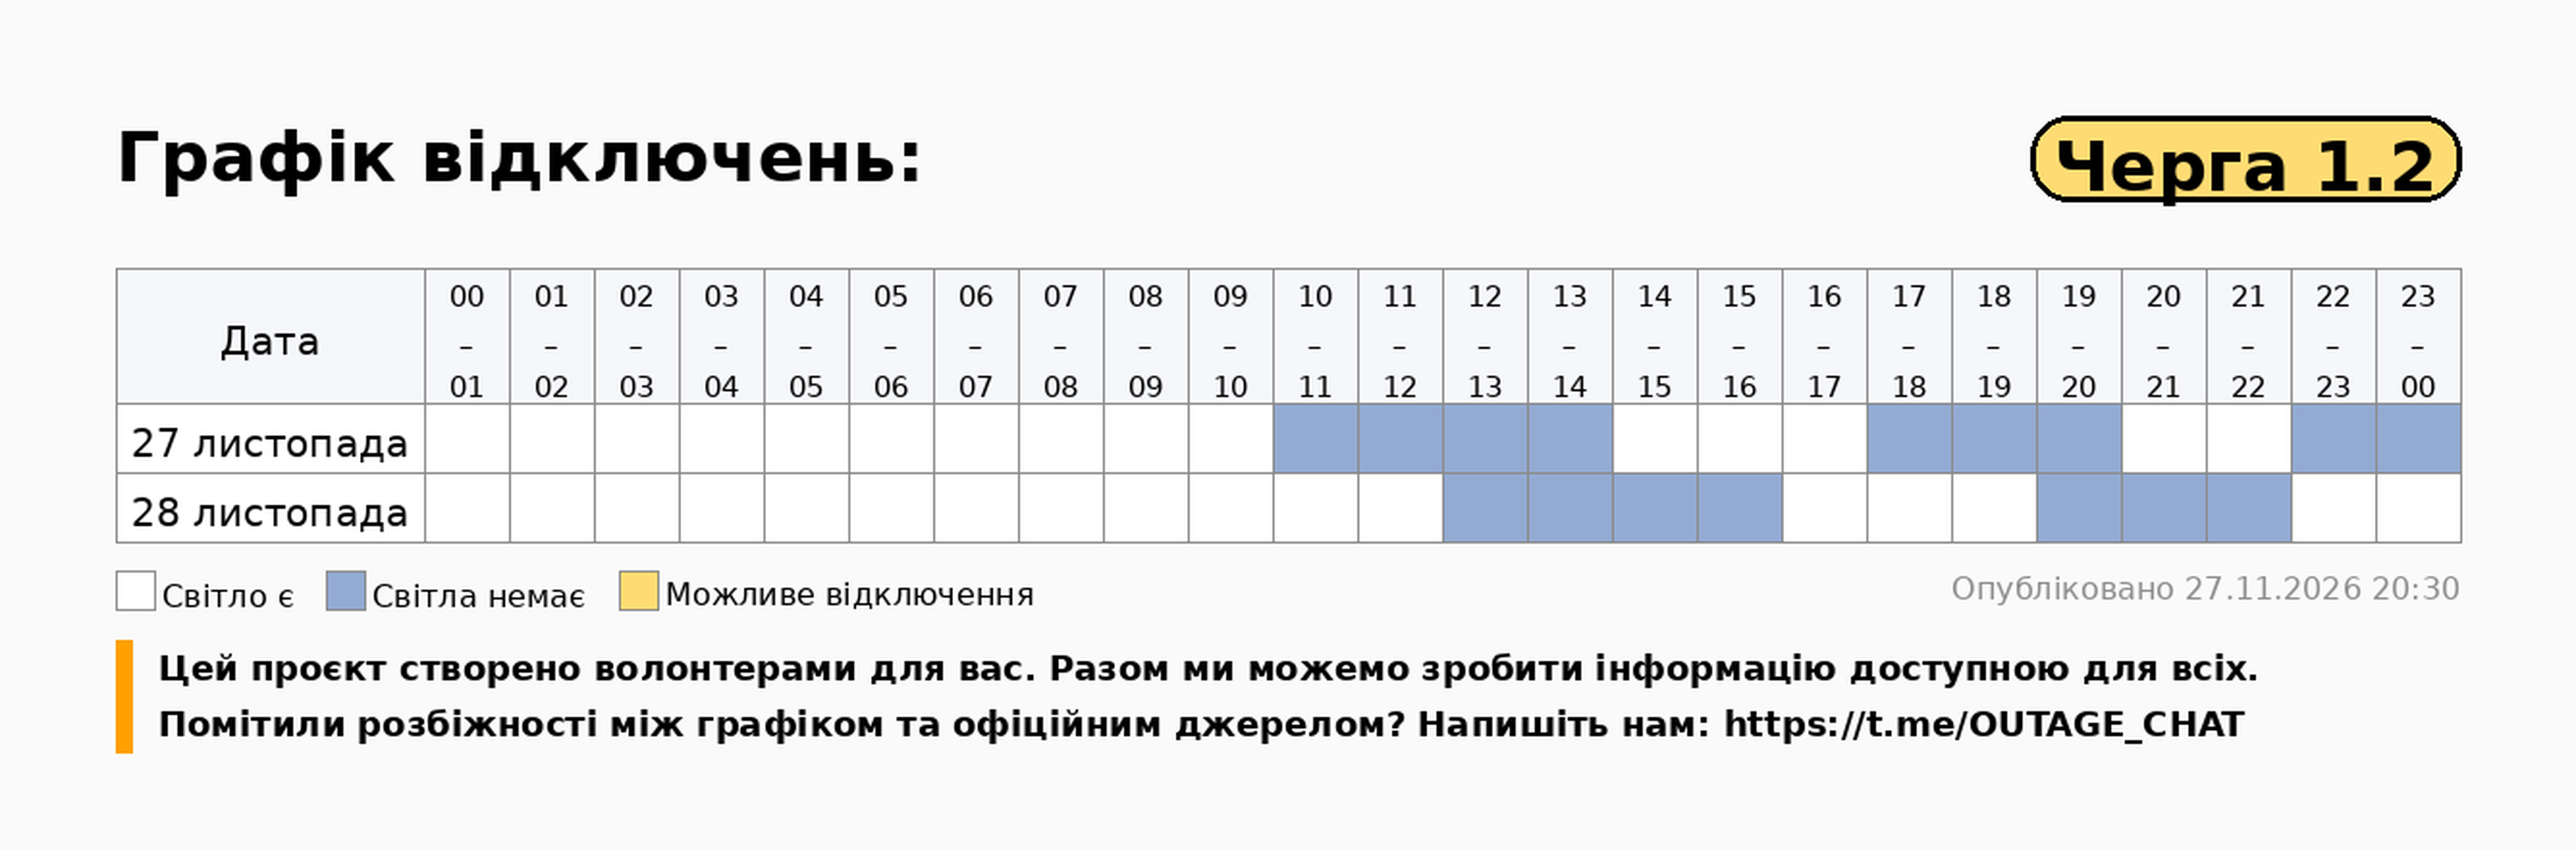 Графік відключень:
Черга 1.2
Дата 00 – 01 01 – 02 02 – 03 03 – 04 04 – 05 05 – 06 06 – 07 07 – 08 08 – 09 09 – 10 10 – 11 11 – 12 12 – 13 13 – 14 14 – 15 15 – 16 16 – 17 17 – 18 18 – 19 19 – 20 20 – 21 21 – 22 22 – 23 23 – 00
27 листопада
28 листопада
Світло є Світла немає Можливе відключення
Опубліковано 27.11.2026 20:30
Цей проєкт створено волонтерами для вас. Разом ми можемо зробити інформацію доступною для всіх.
Помітили розбіжності між графіком та офіційним джерелом? Напишіть нам: https://t.me/OUTAGE_CHAT